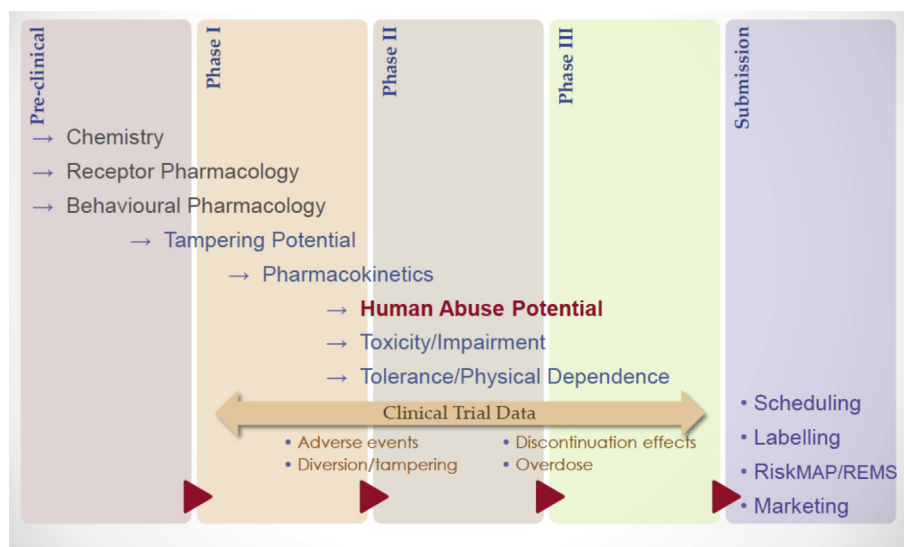 Pre-clinical
Phase I
Phase II
Phase III
Submission
→ Chemistry
→ Receptor Pharmacology
→ Behavioural Pharmacology
→ Tampering Potential
→ Pharmacokinetics
→ Human Abuse Potential
→ Toxicity/Impairment
→ Tolerance/Physical Dependence
Clinical Trial Data
• Adverse events
• Diversion/tampering
• Discontinuation effects
• Overdose
• Scheduling
• Labelling
• RiskMAP/REMS
• Marketing